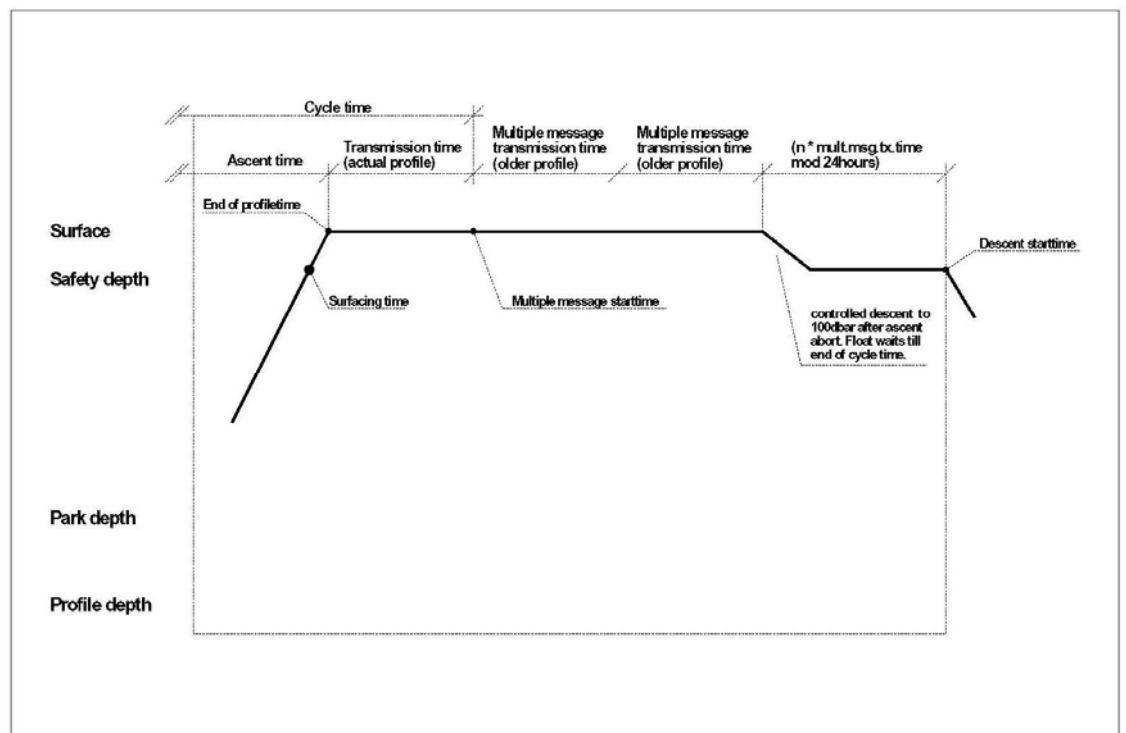 Cycle time
Multiple message
transmission time
(older profile)
Multiple message
transmission time
(older profile)
Transmission time
(actual profile)
(n * mult.msg.tx.time
mod 24hours)
Ascent time
End of profiletime
Surface
Descent starttime
Safety depth
Surfacing time
Multiple message starttime
controlled descent to
100dbar after ascent
abort. Float waits till
end of cycle time.
Park depth
Profile depth